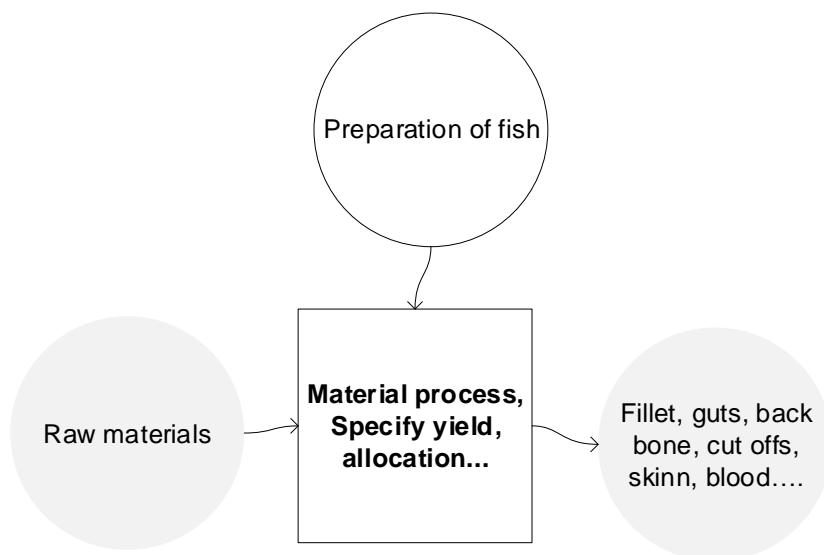 Preparation of fish
Raw materials
Material process,
Specify yield,
allocation...
Fillet, guts, back
bone, cut offs,
skinn, blood….